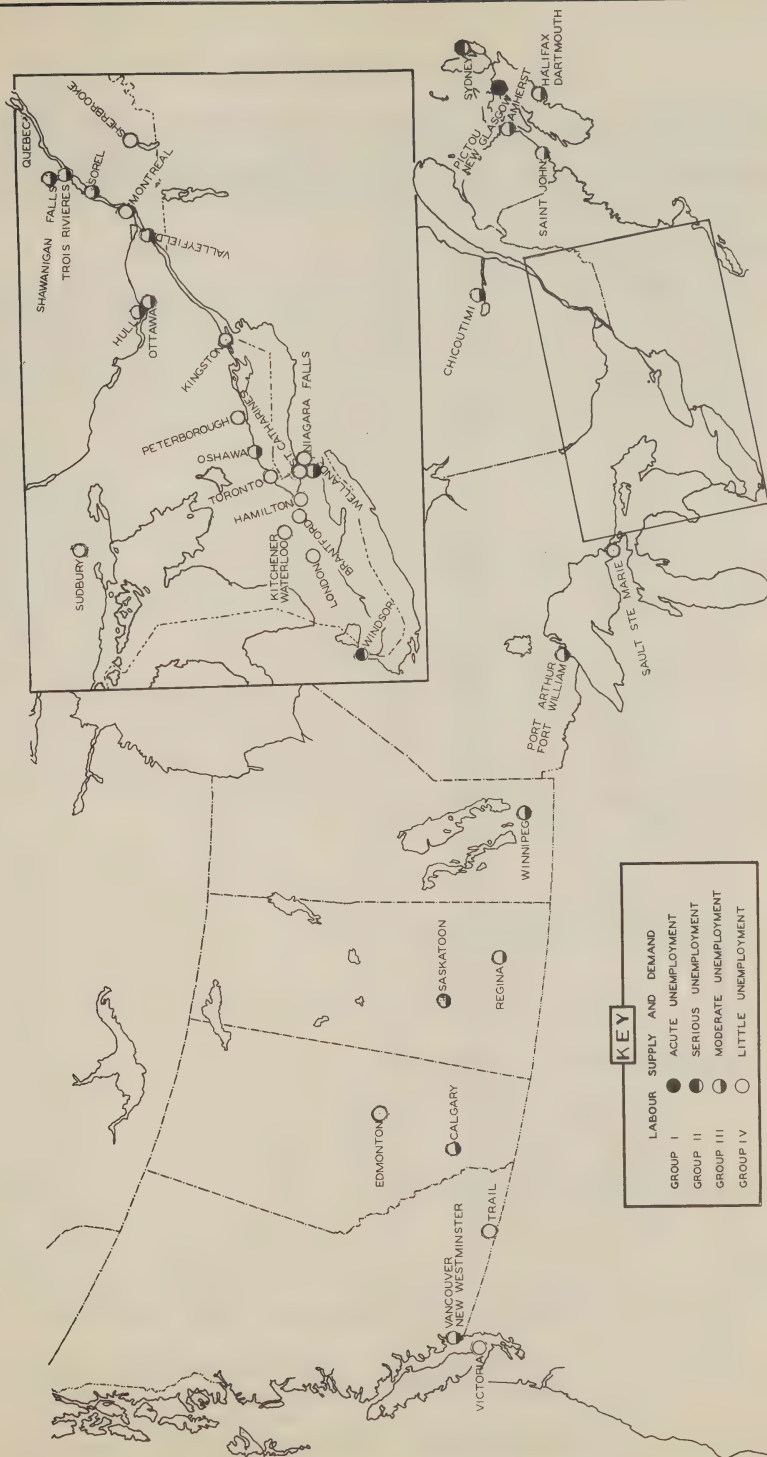 QUEBEC
SHAWANIGAN FALLS
TROIS RIVIERES
SOREL
SHERBROOKE
MONTREAL
VALLEYFIELD
HULL
OTTAWA
KINGSTON
PETERBOROUGH
OSHAWA
TORONTO
ST. CATHARINES
NIAGARA FALLS
HAMILTON
WELLAND
SUDBURY
KITCHENER
WATERLOO
BRANTFORD
LONDON
WINDSOR
SYDNEY
PICTOU
NEW GLASGOW
AMHERST
HALIFAX
DARTMOUTH
SAINT JOHN
CHICOUTIMI
SAULT STE MARIE
PORT ARTHUR
FORT WILLIAM
WINNIPEG
SASKATOON
REGINA
EDMONTON
CALGARY
TRAIL
VANCOUVER
NEW WESTMINSTER
VICTORIA
KEY
LABOUR SUPPLY AND DEMAND
GROUP I ACUTE UNEMPLOYMENT
GROUP II SERIOUS UNEMPLOYMENT
GROUP III MODERATE UNEMPLOYMENT
GROUP IV LITTLE UNEMPLOYMENT